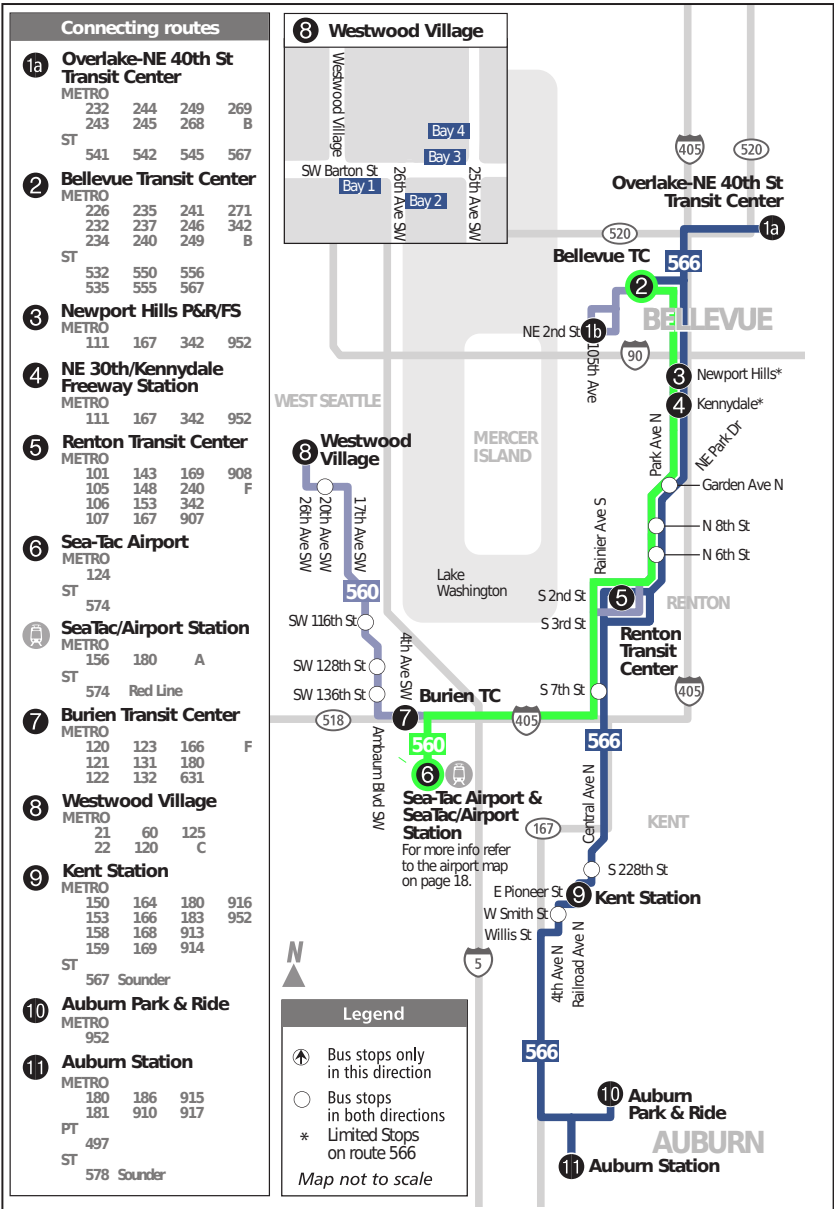 Connecting routes
1a Overlake-NE 40th St
Transit Center
METRO
232 244 249 269
243 245 268 B
ST
541 542 545 567
2 Bellevue Transit Center
METRO
226 235 241 271
232 237 246 342
234 240 249 B
ST
532 550 556
535 555 567
3 Newport Hills P&R/FS
METRO
111 167 342 952
4 NE 30th/Kennydale
Freeway Station
METRO
111 167 342 952
5 Renton Transit Center
METRO
101 143 169 908
105 148 240 F
106 153 342
107 167 907
6 Sea-Tac Airport
METRO
124
ST
574
SeaTac/Airport Station
METRO
156 180 A
ST
574 Red Line
7 Burien Transit Center
METRO
120 123 166 F
121 131 180
122 132 631
8 Westwood Village
METRO
21 60 125
22 120 C
9 Kent Station
METRO
150 164 180 916
153 166 183 952
158 168 913
159 169 914
ST
567 Sounder
10 Auburn Park & Ride
METRO
952
11 Auburn Station
METRO
180 186 915
181 910 917
PT
497
ST
578 Sounder
8 Westwood Village
Westwood Village
Bay 4
Bay 3
SW Barton St
Bay 1
Bay 2
26th Ave SW
25th Ave SW
405
520
Overlake-NE 40th St
Transit Center
1a
520
566
Bellevue TC
2
BELLEVUE
NE 2nd St
1b
105th Ave
90
3 Newport Hills*
4 Kennydale*
WEST SEATTLE
MERCER
ISLAND
8 Westwood
Village
26th Ave SW
20th Ave SW
17th Ave SW
Park Ave N
NE Park Dr
Garden Ave N
N 8th St
N 6th St
Rainier Ave S
Lake
Washington
560
S 2nd St
5
RENTON
S 3rd St
Renton
Transit
Center
SW 116th St
SW 128th St
SW 136th St
4th Ave SW
7
Burien TC
S 7th St
405
518
405
560
566
Ambaum Blvd SW
6
Sea-Tac Airport &
SeaTac/Airport
Station
For more info refer
to the airport map
on page 18.
Central Ave N
167
KENT
S 228th St
E Pioneer St
9 Kent Station
W Smith St
Willis St
4th Ave N
Railroad Ave N
N
5
566
10 Auburn
Park & Ride
AUBURN
11 Auburn Station
Legend
Bus stops only
in this direction
Bus stops
in both directions
* Limited Stops
on route 566
Map not to scale